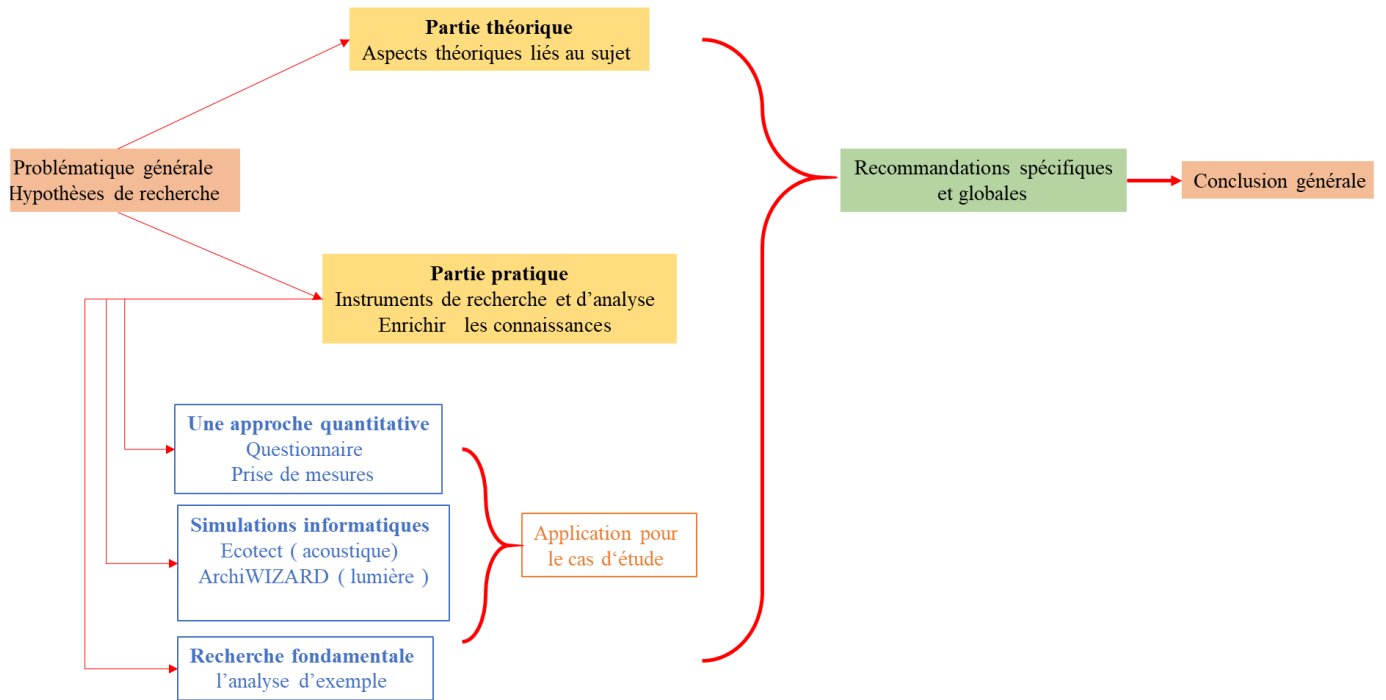 Partie théorique
Aspects théoriques liés au sujet
Problématique générale
Hypothèses de recherche
Recommandations spécifiques
et globales
Conclusion générale
Partie pratique
Instruments de recherche et d’analyse
Enrichir les connaissances
Une approche quantitative
Questionnaire
Prise de mesures
Simulations informatiques
Ecotect ( acoustique)
ArchiWIZARD ( lumière )
Application pour
le cas d‘étude
Recherche fondamentale
l’analyse d’exemple